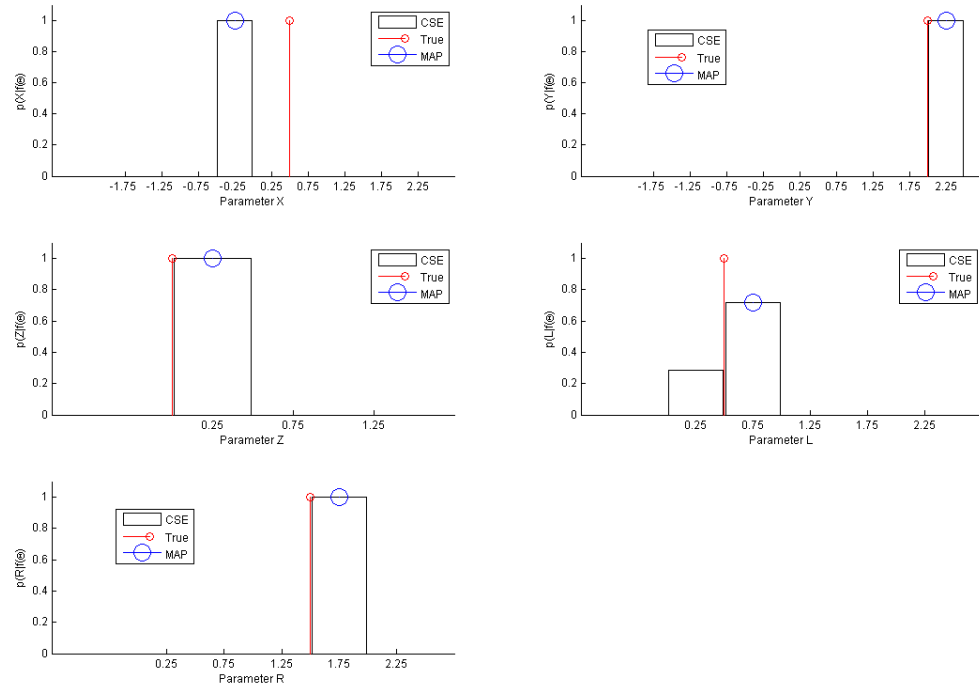 p(X|f(Θ))
1
0.8
0.6
0.4
0.2
0
-1.75 -1.25 -0.75 -0.25 0.25 0.75 1.25 1.75 2.25
Parameter X
CSE
True
MAP
p(Y|f(Θ))
1
0.8
0.6
0.4
0.2
0
-1.75 -1.25 -0.75 -0.25 0.25 0.75 1.25 1.75 2.25
Parameter Y
CSE
True
MAP
p(Z|f(Θ))
1
0.8
0.6
0.4
0.2
0
0.25 0.75 1.25
Parameter Z
CSE
True
MAP
p(L|f(Θ))
1
0.8
0.6
0.4
0.2
0
0.25 0.75 1.25 1.75 2.25
Parameter L
CSE
True
MAP
p(R|f(Θ))
1
0.8
0.6
0.4
0.2
0
0.25 0.75 1.25 1.75 2.25
Parameter R
CSE
True
MAP